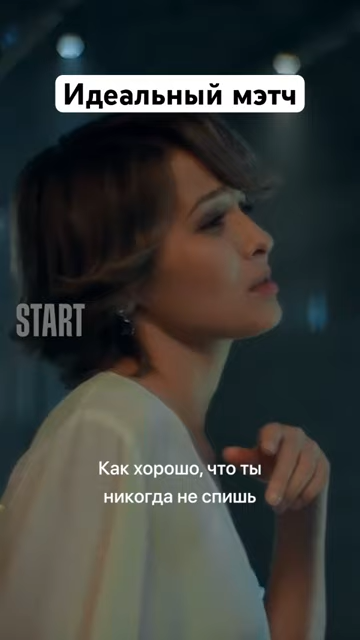 Идеальный мэтч
START
Как хорошо, что ты
никогда не спишь